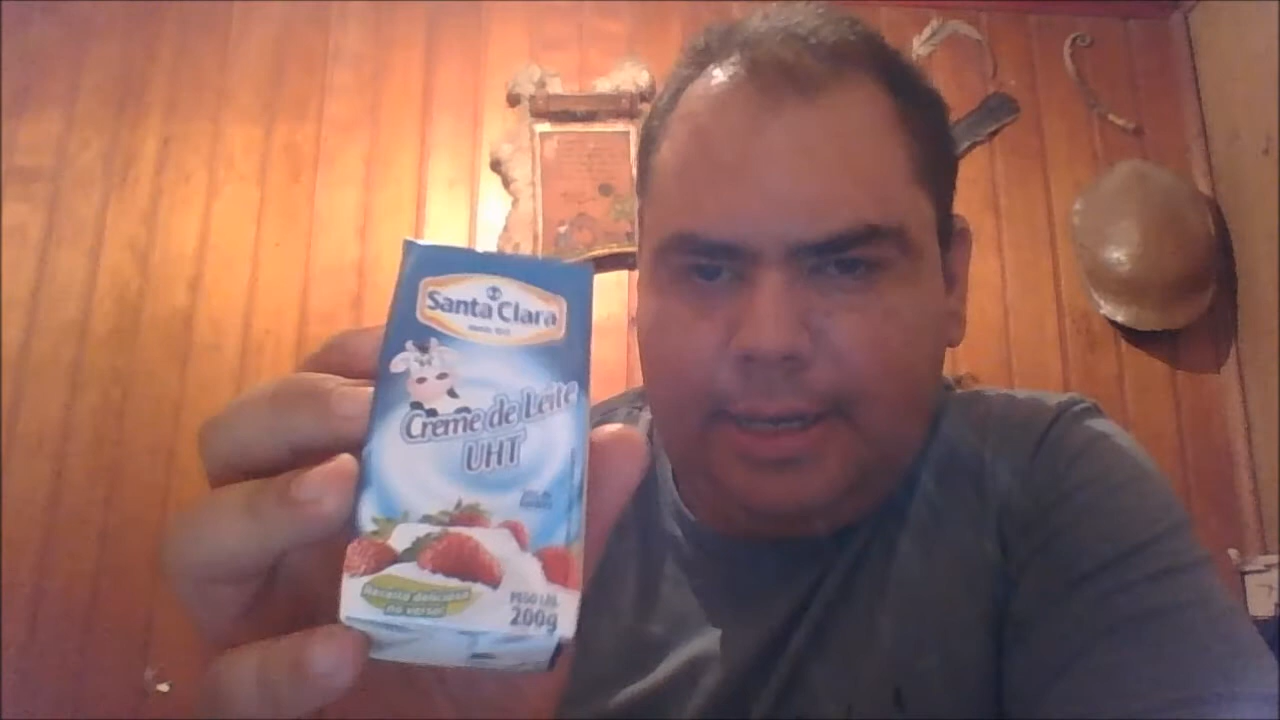 Santa Clara
Creme de Leite
UHT
Receita deliciosa
no verso!
PESO LÍQ.
200g